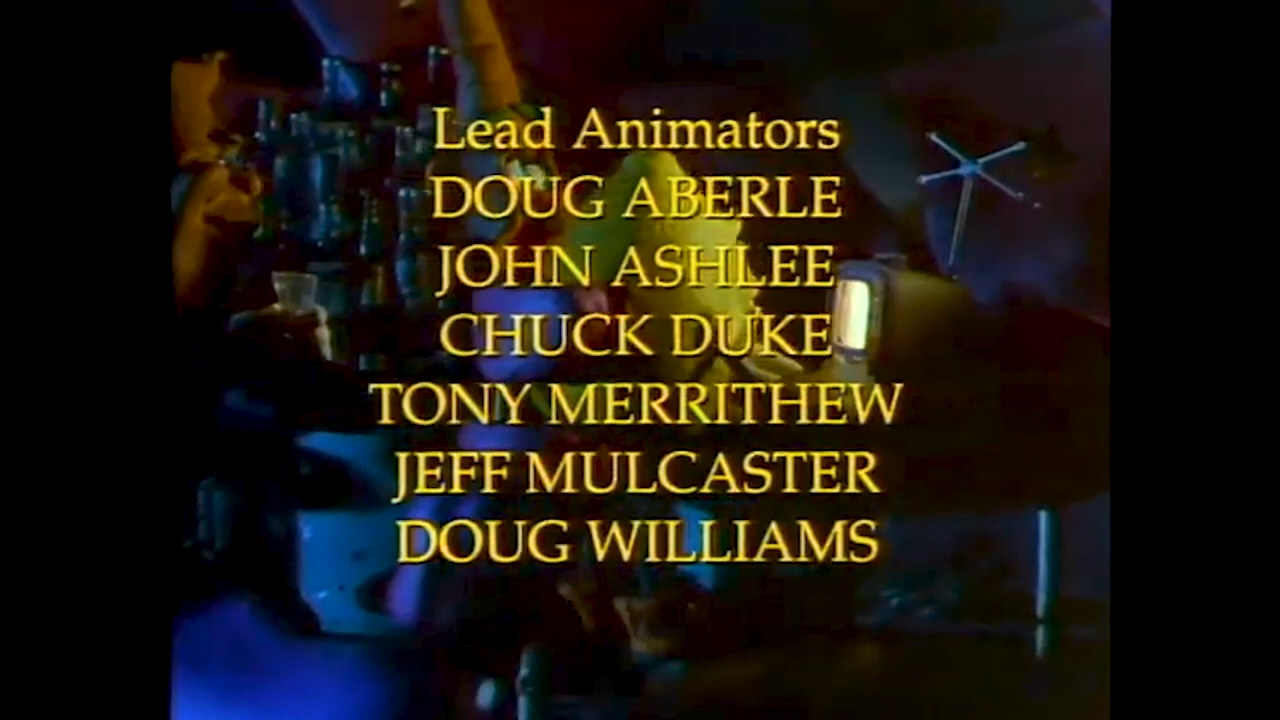 Lead Animators
DOUG ABERLE
JOHN ASHLEE
CHUCK DUKE
TONY MERRITHEW
JEFF MULCASTER
DOUG WILLIAMS